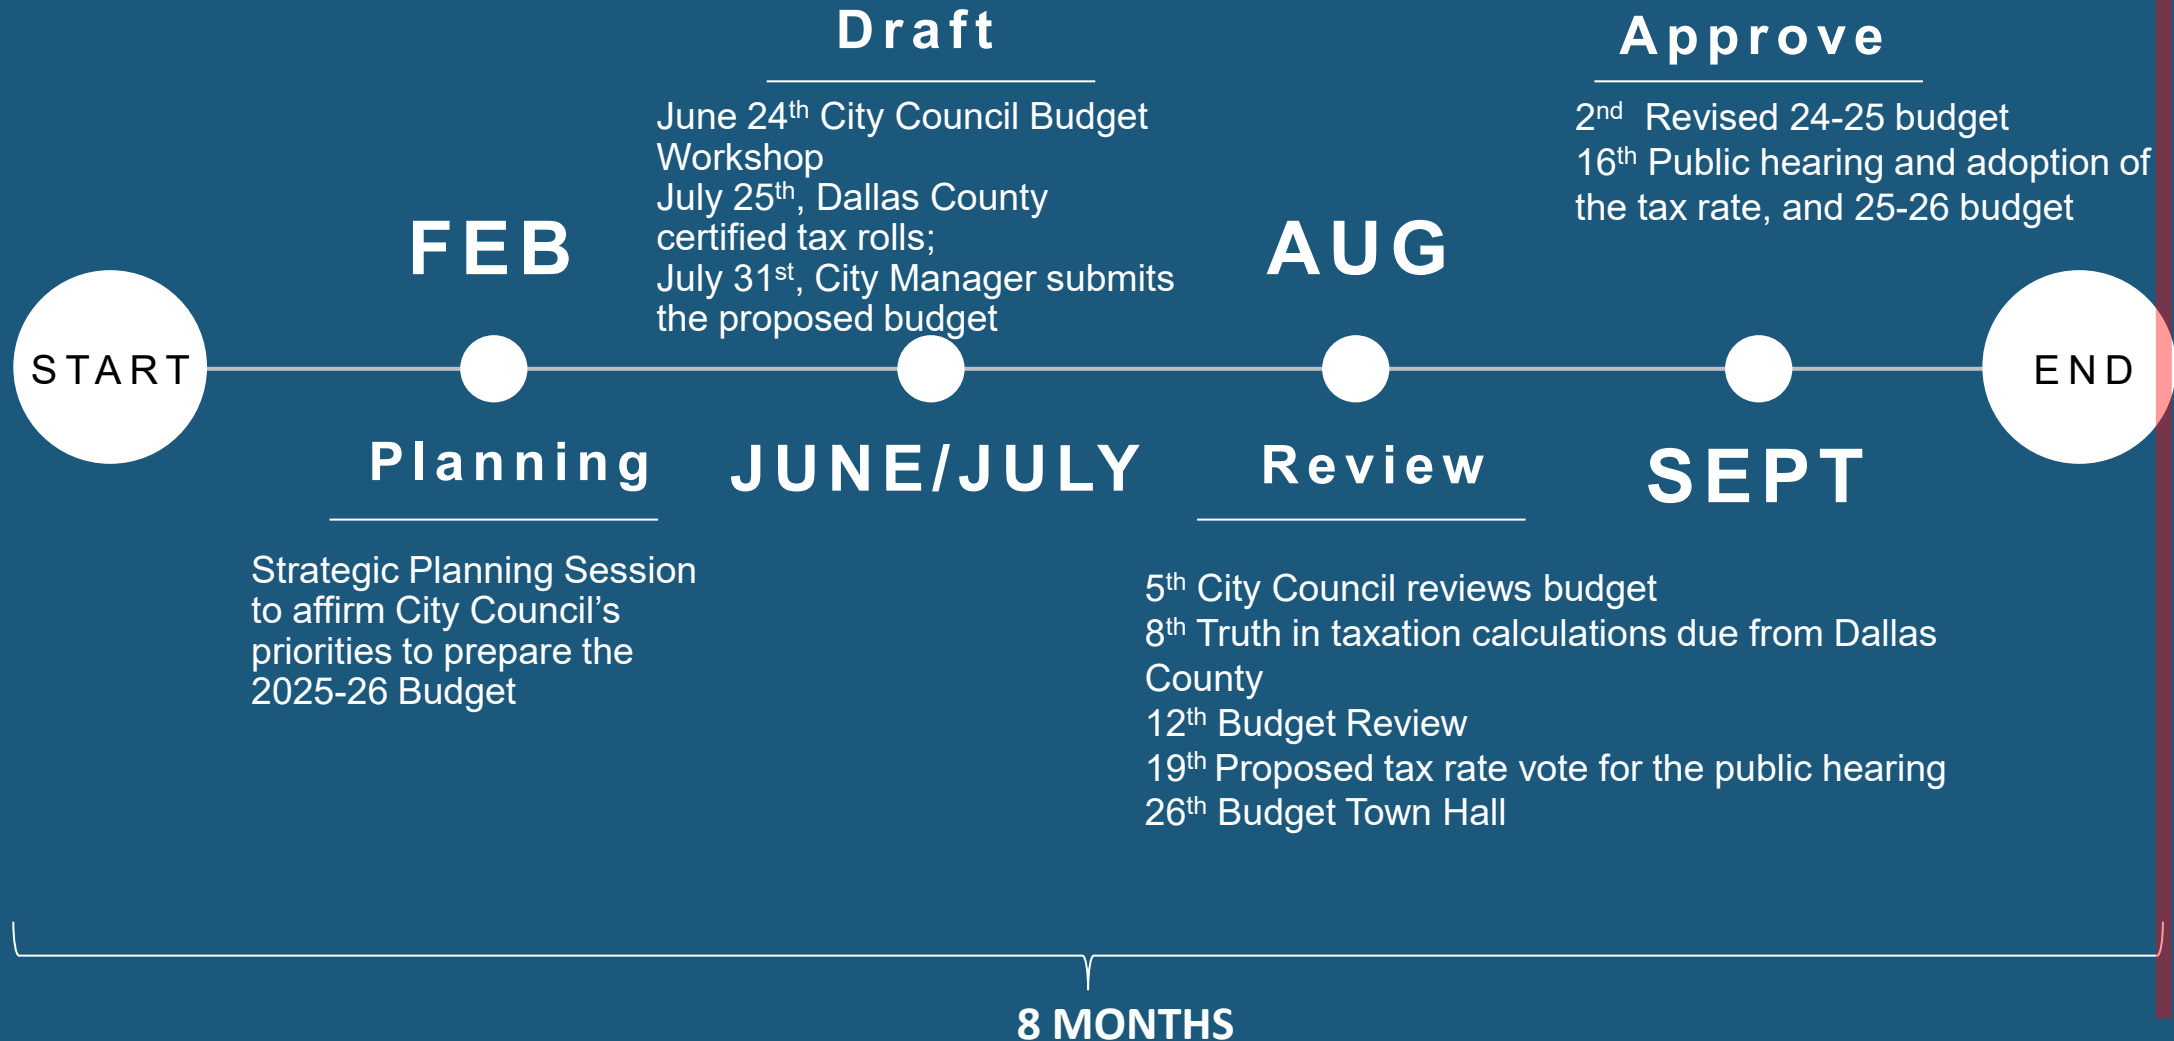 START
FEB
Planning
Strategic Planning Session
to affirm City Council’s
priorities to prepare the
2025-26 Budget
Draft
June 24th City Council Budget
Workshop
July 25th, Dallas County
certified tax rolls;
July 31st, City Manager submits
the proposed budget
JUNE/JULY
AUG
Review
5th City Council reviews budget
8th Truth in taxation calculations due from Dallas
County
12th Budget Review
19th Proposed tax rate vote for the public hearing
26th Budget Town Hall
Approve
2nd  Revised 24-25 budget
16th Public hearing and adoption of
the tax rate, and 25-26 budget
SEPT
END
8 MONTHS